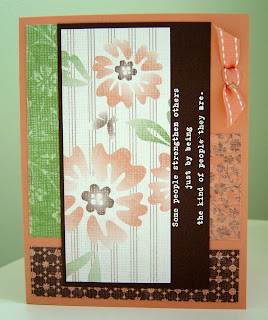 Some people strengthen others
just by being
the kind of people they are.